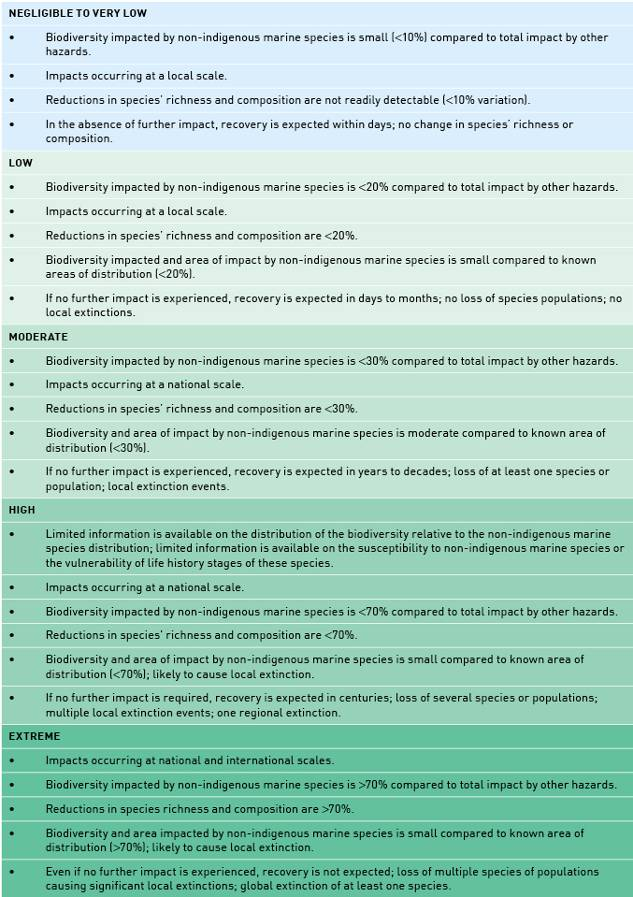 NEGLIGIBLE TO VERY LOW
• Biodiversity impacted by non-indigenous marine species is small (<10%) compared to total impact by other
hazards.
• Impacts occurring at a local scale.
• Reductions in species' richness and composition are not readily detectable (<10% variation).
• In the absence of further impact, recovery is expected within days; no change in species' richness or
composition.
LOW
• Biodiversity impacted by non-indigenous marine species is <20% compared to total impact by other hazards.
• Impacts occurring at a local scale.
• Reductions in species' richness and composition are <20%.
• Biodiversity impacted and area of impact by non-indigenous marine species is small compared to known
areas of distribution (<20%).
• If no further impact is experienced, recovery is expected in days to months; no loss of species populations; no
local extinctions.
MODERATE
• Biodiversity impacted by non-indigenous marine species is <30% compared to total impact by other hazards.
• Impacts occurring at a national scale.
• Reductions in species' richness and composition are <30%.
• Biodiversity and area of impact by non-indigenous marine species is moderate compared to known area of
distribution (<30%).
• If no further impact is experienced, recovery is expected in years to decades; loss of at least one species or
population; local extinction events.
HIGH
• Limited information is available on the distribution of the biodiversity relative to the non-indigenous marine
species distribution; limited information is available on the susceptibility to non-indigenous marine species or
the vulnerability of life history stages of these species.
• Impacts occurring at a national scale.
• Biodiversity impacted by non-indigenous marine species is <70% compared to total impact by other hazards.
• Reductions in species' richness and composition are <70%.
• Biodiversity and area of impact by non-indigenous marine species is small compared to known area of
distribution (<70%); likely to cause local extinction.
• If no further impact is required, recovery is expected in centuries; loss of several species or populations;
multiple local extinction events; one regional extinction.
EXTREME
• Impacts occurring at national and international scales.
• Biodiversity impacted by non-indigenous marine species is >70% compared to total impact by other hazards.
• Reductions in species richness and composition are >70%.
• Biodiversity and area impacted by non-indigenous marine species is small compared to known area of
distribution (>70%); likely to cause local extinction.
• Even if no further impact is experienced, recovery is not expected; loss of multiple species of populations
causing significant local extinctions; global extinction of at least one species.